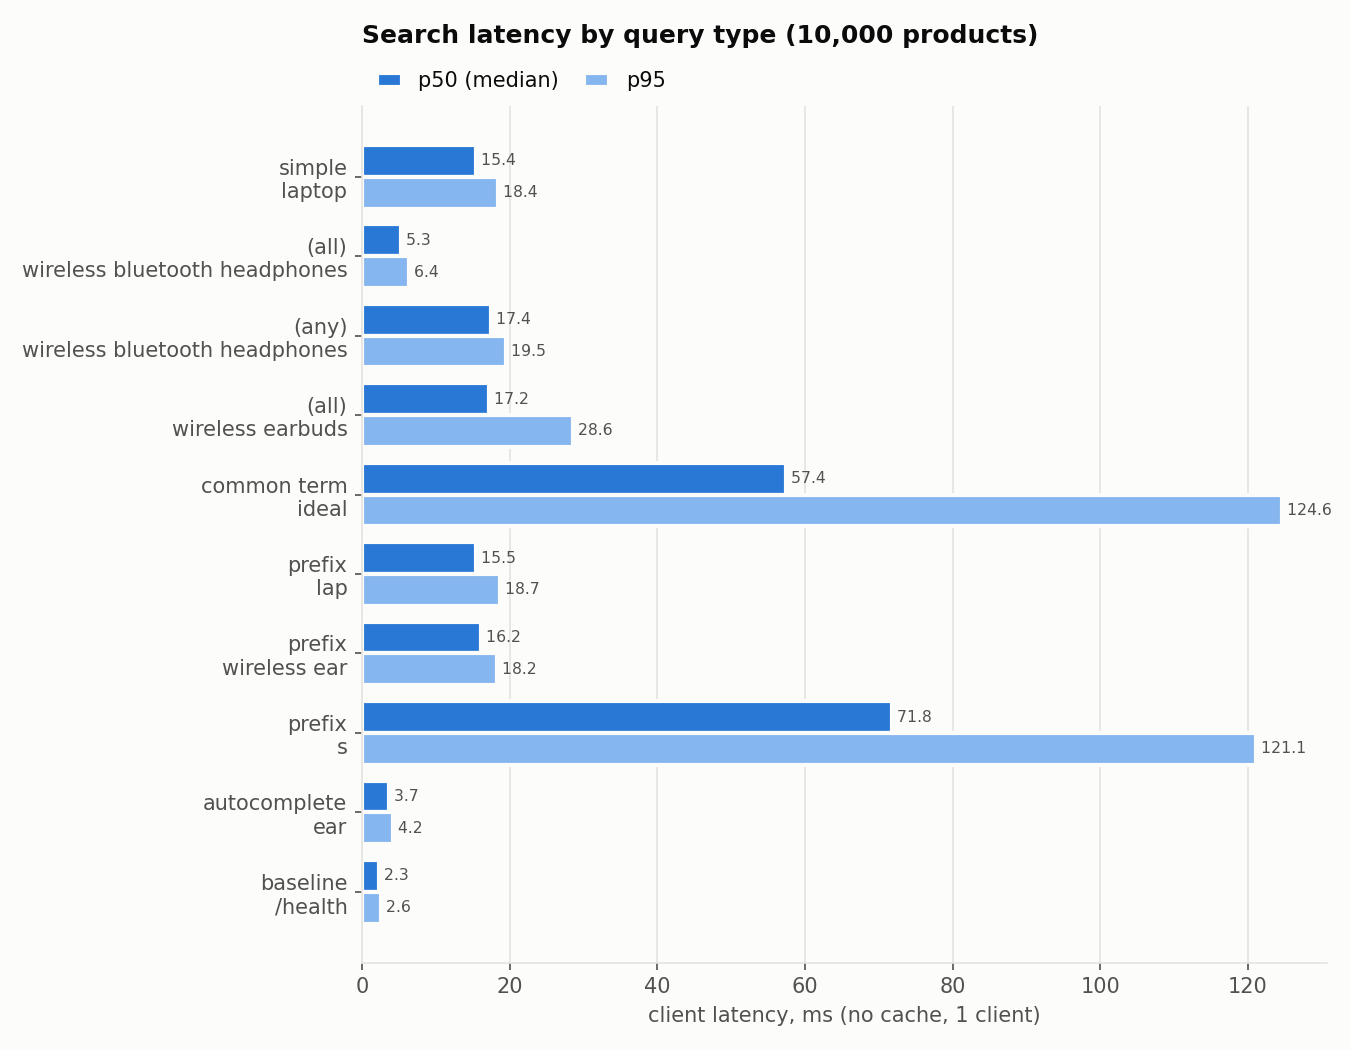 Search latency by query type (10,000 products)
p50 (median)
p95
simple
laptop
15.4
18.4
(all)
wireless bluetooth headphones
5.3
6.4
(any)
wireless bluetooth headphones
17.4
19.5
(all)
wireless earbuds
17.2
28.6
common term
ideal
57.4
124.6
prefix
lap
15.5
18.7
prefix
wireless ear
16.2
18.2
prefix
s
71.8
121.1
autocomplete
ear
3.7
4.2
baseline
/health
2.3
2.6
0 20 40 60 80 100 120
client latency, ms (no cache, 1 client)